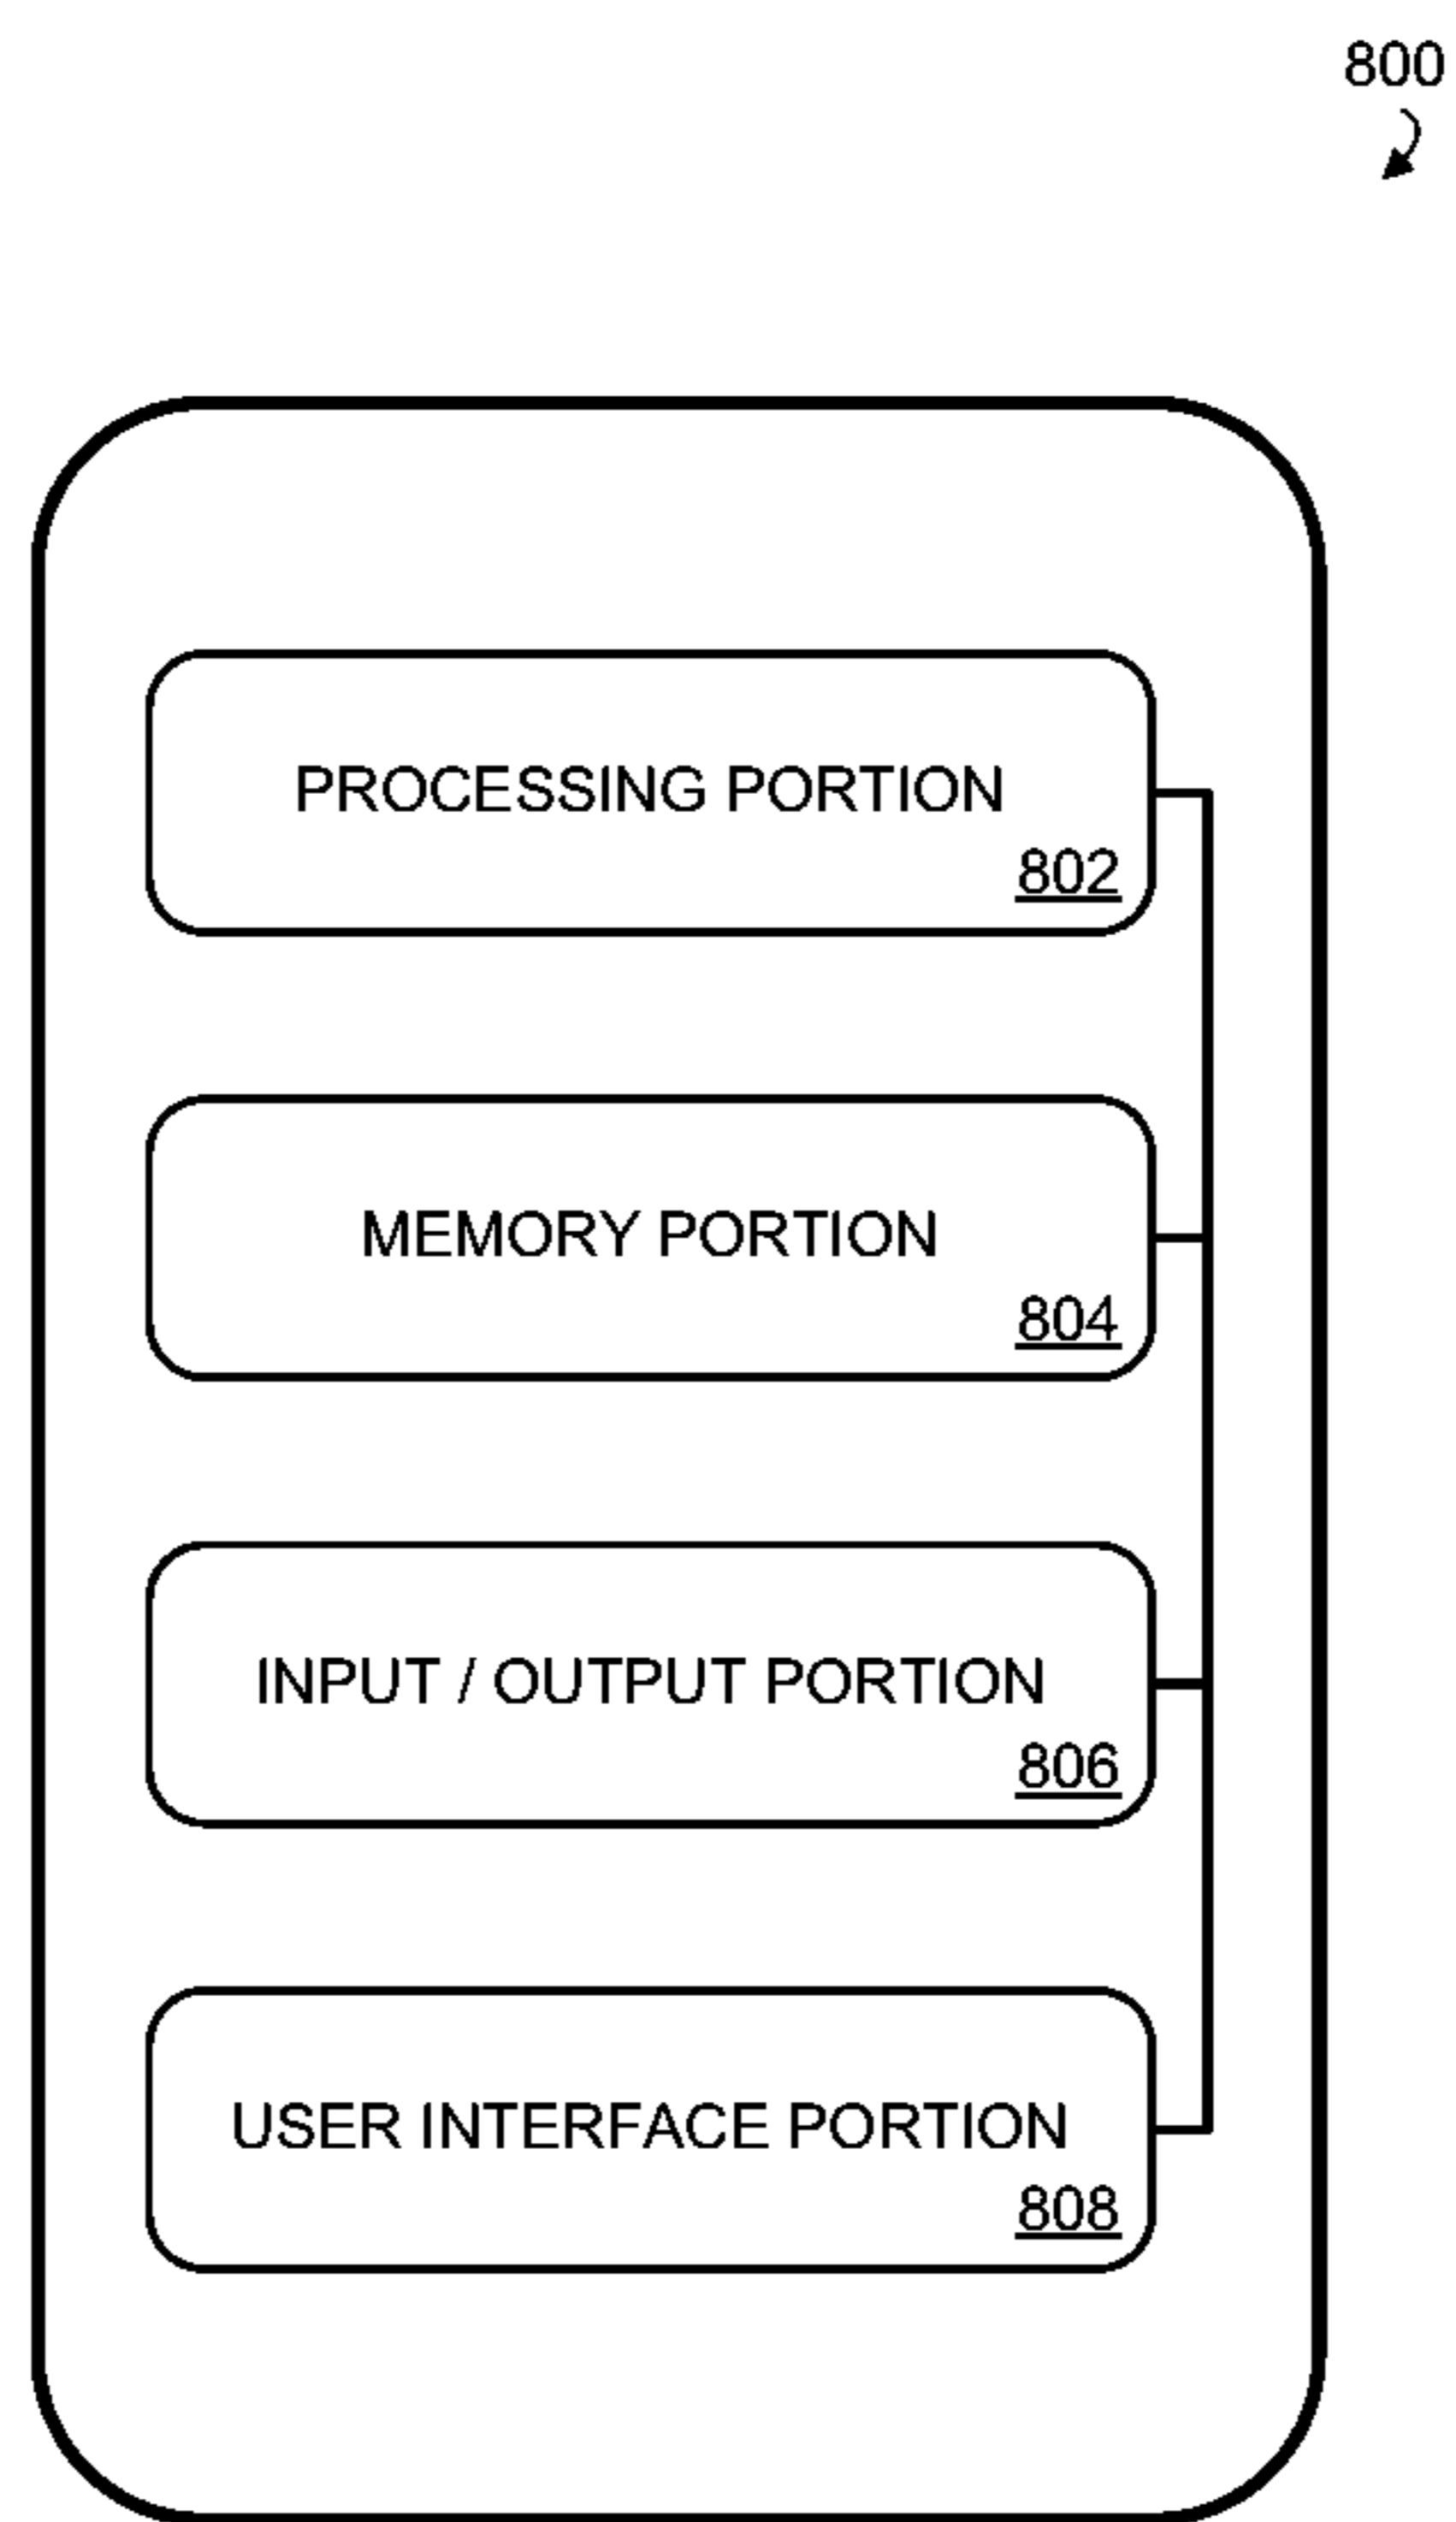 800
PROCESSING PORTION
802
MEMORY PORTION
804
INPUT / OUTPUT PORTION
806
USER INTERFACE PORTION
808